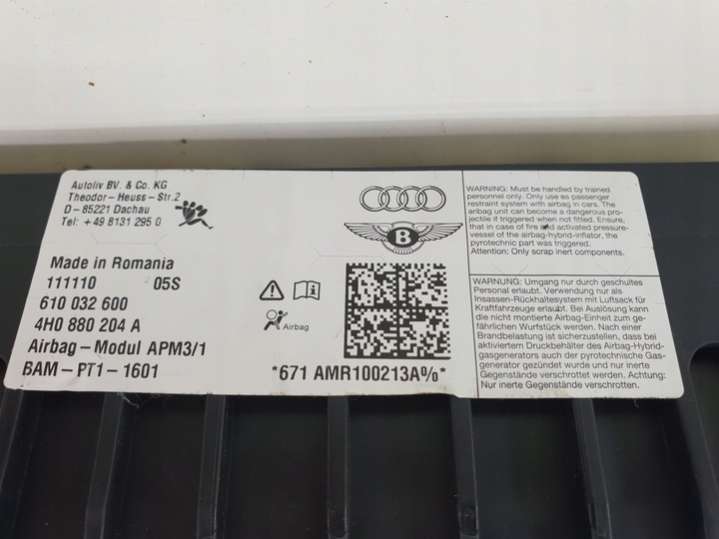 Autoliv BV. & Co. KG
Theodor-Heuss-Str.2
D-85221 Dachau
Tel: +49 8131 295 0
Made in Romania
111110 05S
610 032 600
4H0 880 204 A
Airbag-Modul APM3/1
BAM-PT1-1601
B
Airbag
*671 AMR100213A%*
WARNING: Must be handled by trained
personnel only. Only use as passenger
restraint system with airbag in cars. The
airbag unit can become a dangerous pro-
jectile it triggered when not fitted. Ensure,
that in case of fire and activated pressure-
vessel of the airbag-hybrid-inflator, the
pyrotechnic part was triggered.
Attention: Only scrap inert components.
WARNUNG: Umgang nur durch geschultes
Personal erlaubt. Verwendung nur als
Insassen-Rückhaltesystem mit Luftsack für
Kraftfahrzeuge erlaubt. Bei Auslösung kann
die nicht montierte Airbag-Einheit zum ge-
fährlichen Wurfstück werden. Nach einer
Brandbelastung ist sicherzustellen, dass bei
aktiviertem Druckbehälter des Airbag-Hybrid-
gasgenerators auch der pyrotechnische Gas-
generator gezündet wurde und nur inerte
Gegenstände verschrottet werden. Achtung:
Nur inerte Gegenstände verschrotten.